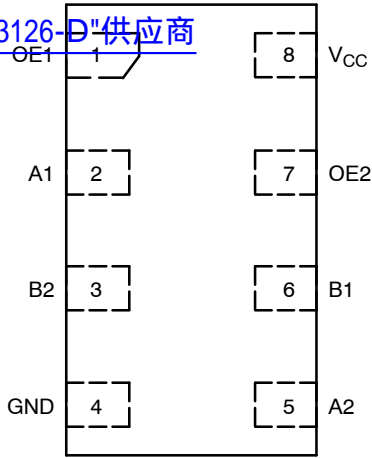 3126-D"供应商
OE1 1 8 VCC
A1 2 7 OE2
B2 3 6 B1
GND 4 5 A2